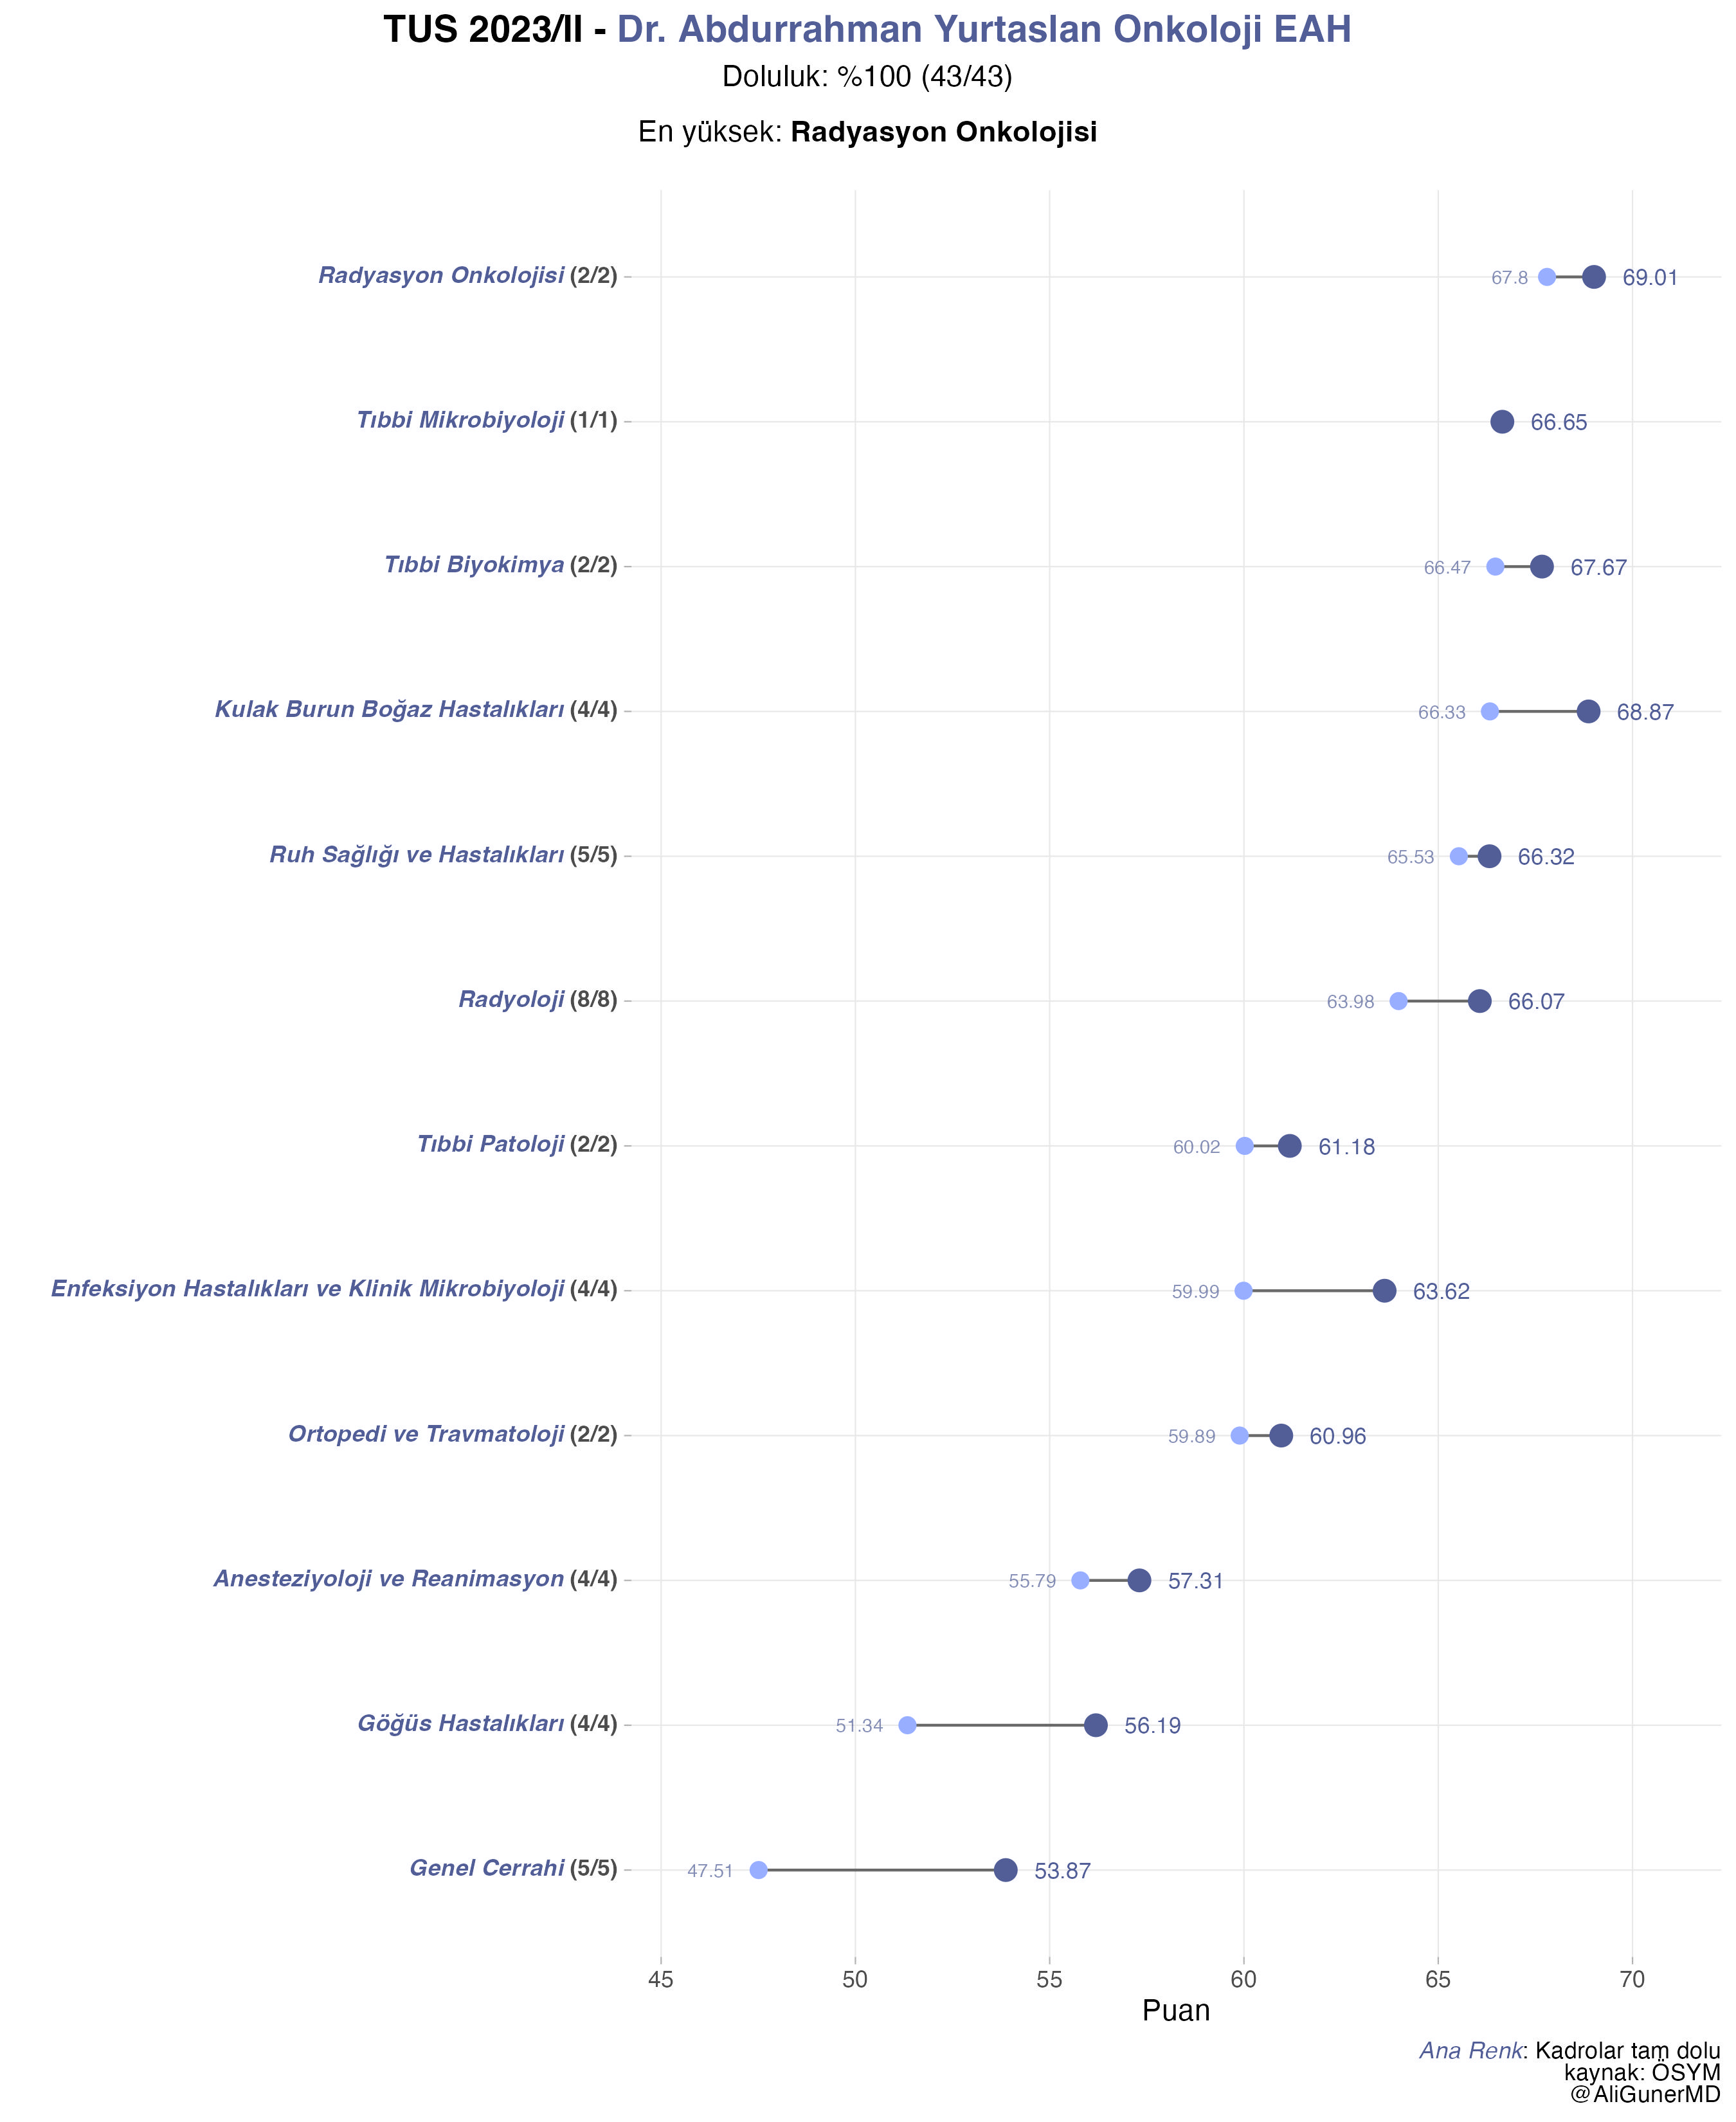 TUS 2023/II - Dr. Abdurrahman Yurtaslan Onkoloji EAH
Doluluk: %100 (43/43)
En yüksek: Radyasyon Onkolojisi
Radyasyon Onkolojisi (2/2) 67.8 69.01
Tıbbi Mikrobiyoloji (1/1) 66.65
Tıbbi Biyokimya (2/2) 66.47 67.67
Kulak Burun Boğaz Hastalıkları (4/4) 66.33 68.87
Ruh Sağlığı ve Hastalıkları (5/5) 65.53 66.32
Radyoloji (8/8) 63.98 66.07
Tıbbi Patoloji (2/2) 60.02 61.18
Enfeksiyon Hastalıkları ve Klinik Mikrobiyoloji (4/4) 59.99 63.62
Ortopedi ve Travmatoloji (2/2) 59.89 60.96
Anesteziyoloji ve Reanimasyon (4/4) 55.79 57.31
Göğüs Hastalıkları (4/4) 51.34 56.19
Genel Cerrahi (5/5) 47.51 53.87
45 50 55 60 65 70
Puan
Ana Renk: Kadrolar tam dolu
kaynak: ÖSYM
@AliGunerMD